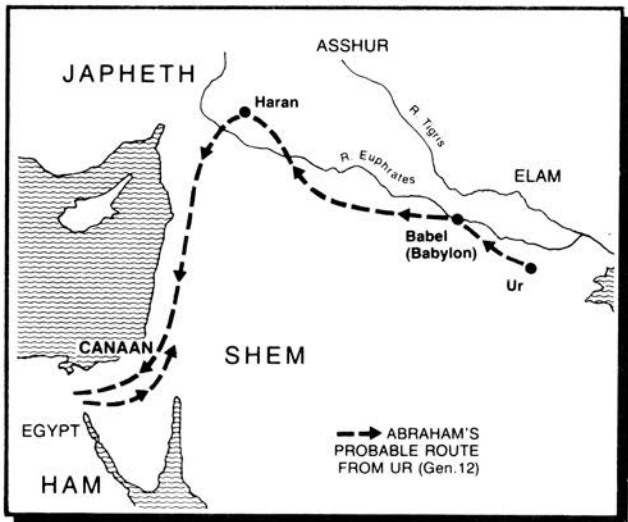 ASSHUR
JAPHETH
Haran
R. Tigris
R. Euphrates
ELAM
Babel
(Babylon)
Ur
CANAAN
SHEM
EGYPT
HAM
ABRAHAM'S
PROBABLE ROUTE
FROM UR (Gen.12)